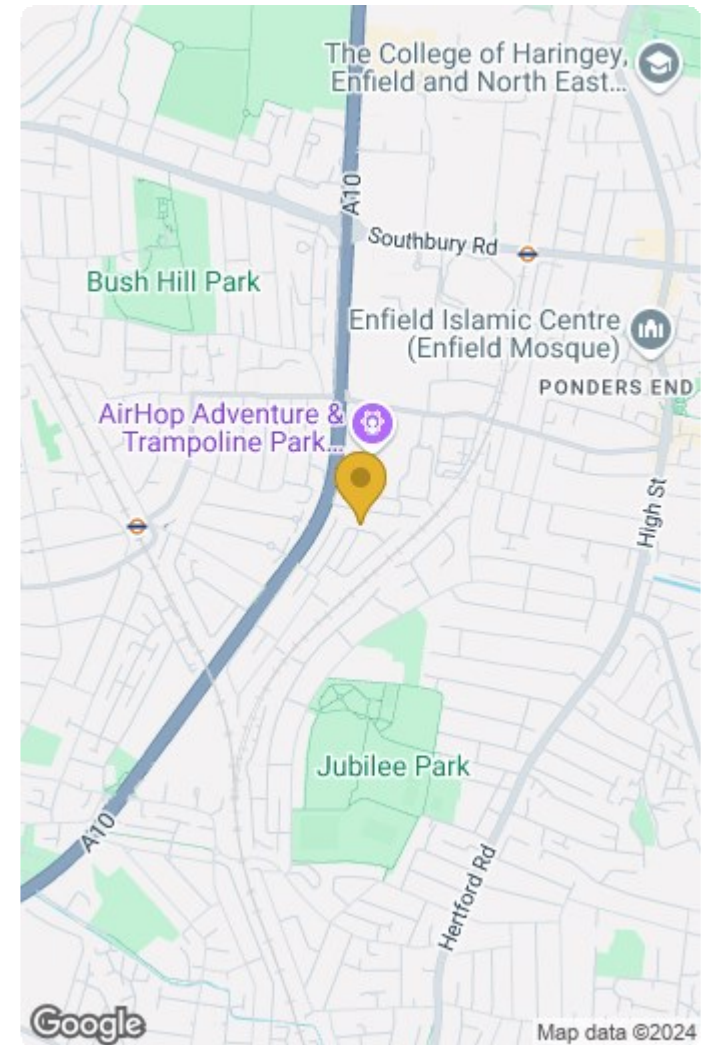 The College of Haringey,
Enfield and North East...
A10
Southbury Rd
Bush Hill Park
Enfield Islamic Centre
(Enfield Mosque)
PONDERS END
AirHop Adventure &
Trampoline Park...
High St
Jubilee Park
A10
Hertford Rd
Google
Map data ©2024